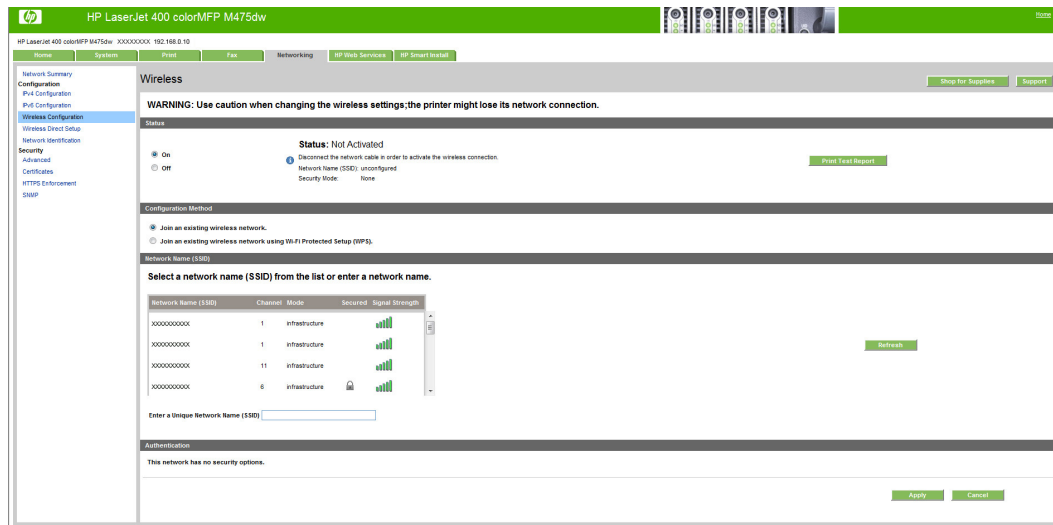 hp HP LaserJet 400 colorMFP M475dw Home
HP LaserJet 400 colorMFP M475dw XXXXXXXX 192.168.0.10
Home System Print Fax Networking HP Web Services HP Smart Install
Network Summary
Configuration
IPv4 Configuration
IPv6 Configuration
Wireless Configuration
Wireless Direct Setup
Network Identification
Security
Advanced
Certificates
HTTPS Enforcement
SNMP
Wireless
Shop for Supplies Support
WARNING: Use caution when changing the wireless settings;the printer might lose its network connection.
Status
On
Off
Status: Not Activated
Disconnect the network cable in order to activate the wireless connection.
Network Name (SSID): unconfigured
Security Mode: None
Print Test Report
Configuration Method
Join an existing wireless network.
Join an existing wireless network using Wi-Fi Protected Setup (WPS).
Network Name (SSID)
Select a network name (SSID) from the list or enter a network name.
Network Name (SSID) Channel Mode Secured Signal Strength
XXXXXXXXXX 1 infrastructure
XXXXXXXXXX 1 infrastructure
XXXXXXXXXX 11 infrastructure
XXXXXXXXXX 6 infrastructure
Refresh
Enter a Unique Network Name (SSID)
Authentication
This network has no security options.
Apply Cancel